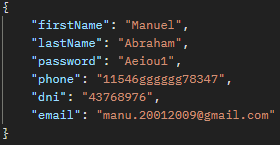 {
"firstName": "Manuel",
"lastName": "Abraham",
"password": "Aeiou1",
"phone": "11546gggggg78347",
"dni": "43768976",
"email": "manu.20012009@gmail.com"
}